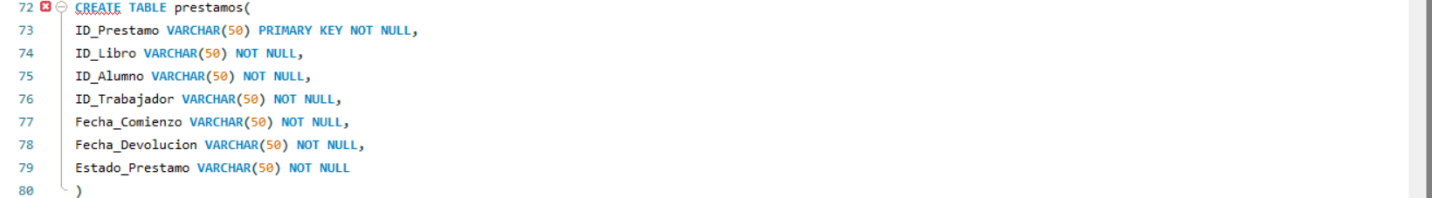 72 CREATE TABLE prestamos(
73 ID_Prestamo VARCHAR(50) PRIMARY KEY NOT NULL,
74 ID_Libro VARCHAR(50) NOT NULL,
75 ID_Alumno VARCHAR(50) NOT NULL,
76 ID_Trabajador VARCHAR(50) NOT NULL,
77 Fecha_Comienzo VARCHAR(50) NOT NULL,
78 Fecha_Devolucion VARCHAR(50) NOT NULL,
79 Estado_Prestamo VARCHAR(50) NOT NULL
80 )